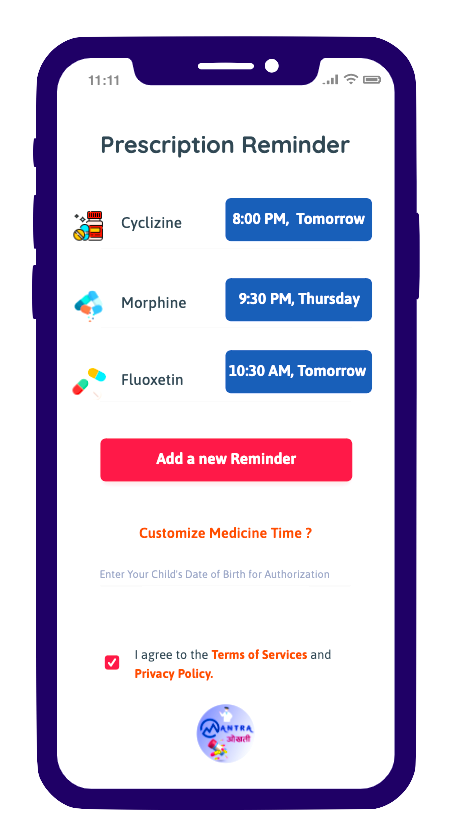 11:11
Prescription Reminder
Cyclizine
8:00 PM, Tomorrow
Morphine
9:30 PM, Thursday
Fluoxetin
10:30 AM, Tomorrow
Add a new Reminder
Customize Medicine Time ?
Enter Your Child's Date of Birth for Authorization
I agree to the Terms of Services and
Privacy Policy.
MANTRA
ओखती